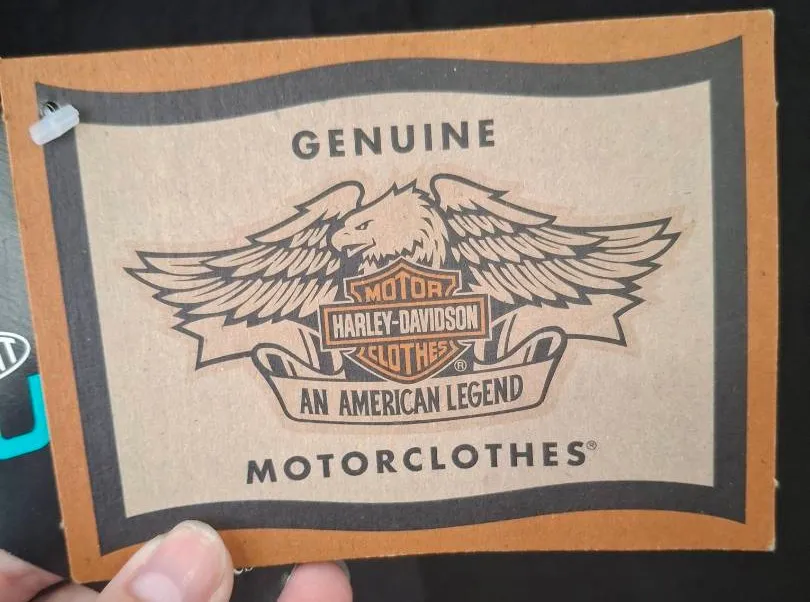 GENUINE
MOTOR
HARLEY-DAVIDSON
CLOTHES
®
AN AMERICAN LEGEND
MOTORCLOTHES®